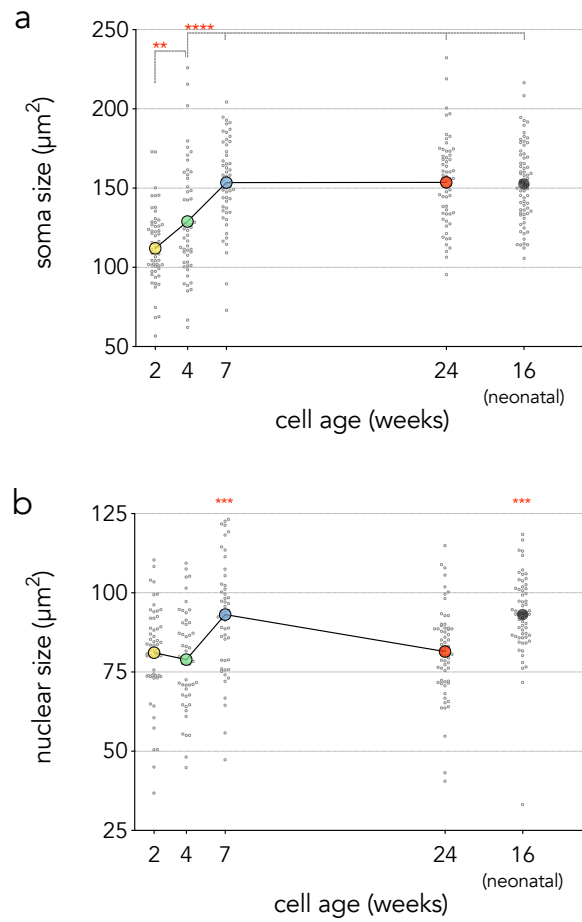 a
**
****
250
200
150
100
50
soma size (µm²)
2 4 7 24 16
(neonatal)
cell age (weeks)
b
*** ***
125
100
75
50
25
nuclear size (µm²)
2 4 7 24 16
(neonatal)
cell age (weeks)